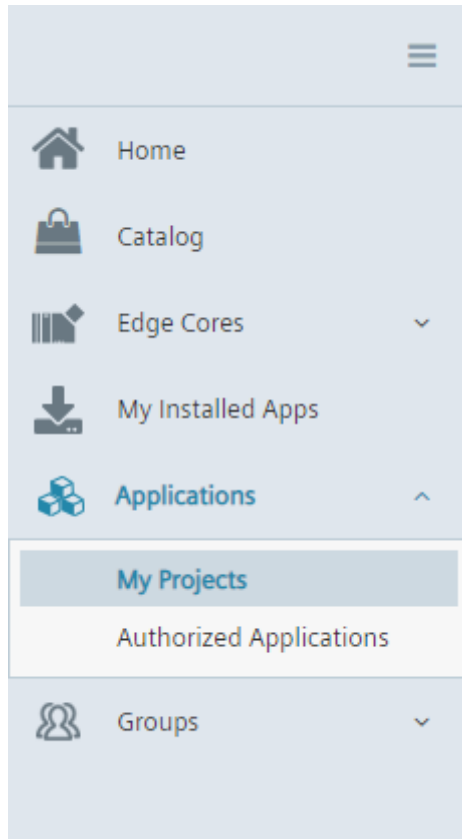 Home
Catalog
Edge Cores
My Installed Apps
Applications
My Projects
Authorized Applications
Groups